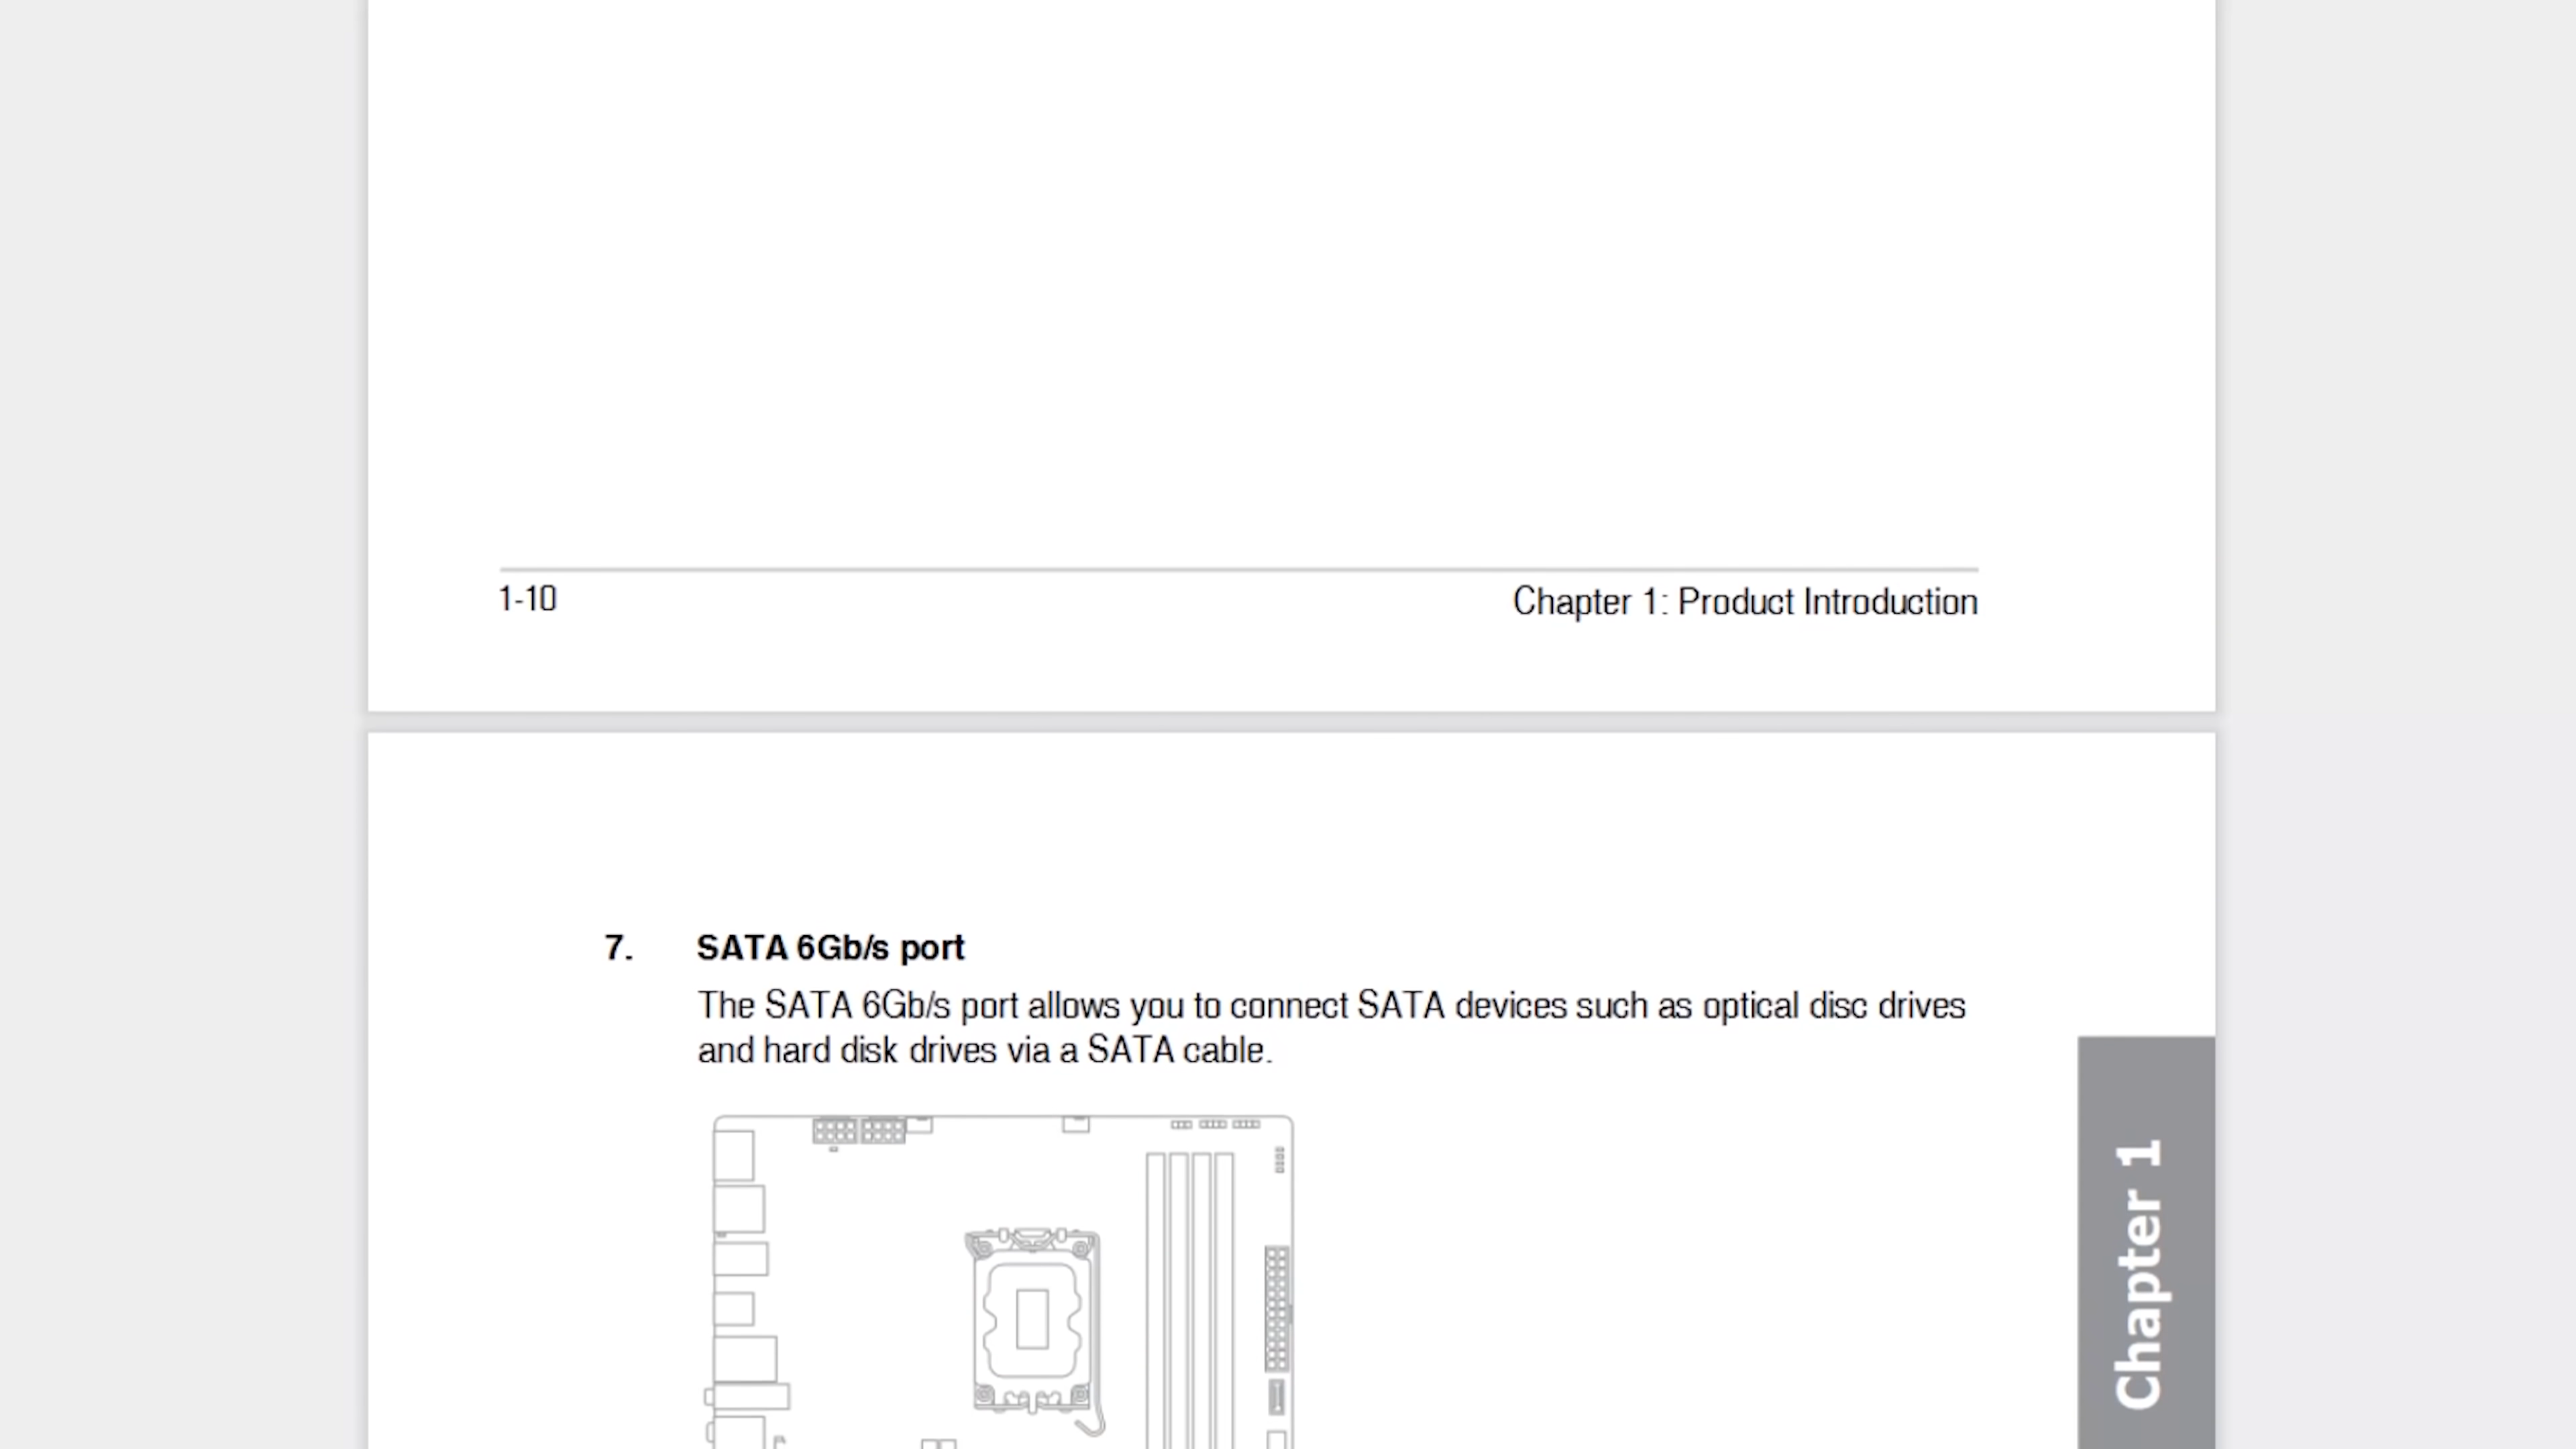 1-10
Chapter 1: Product Introduction
7. SATA 6Gb/s port
The SATA 6Gb/s port allows you to connect SATA devices such as optical disc drives
and hard disk drives via a SATA cable.
Chapter 1